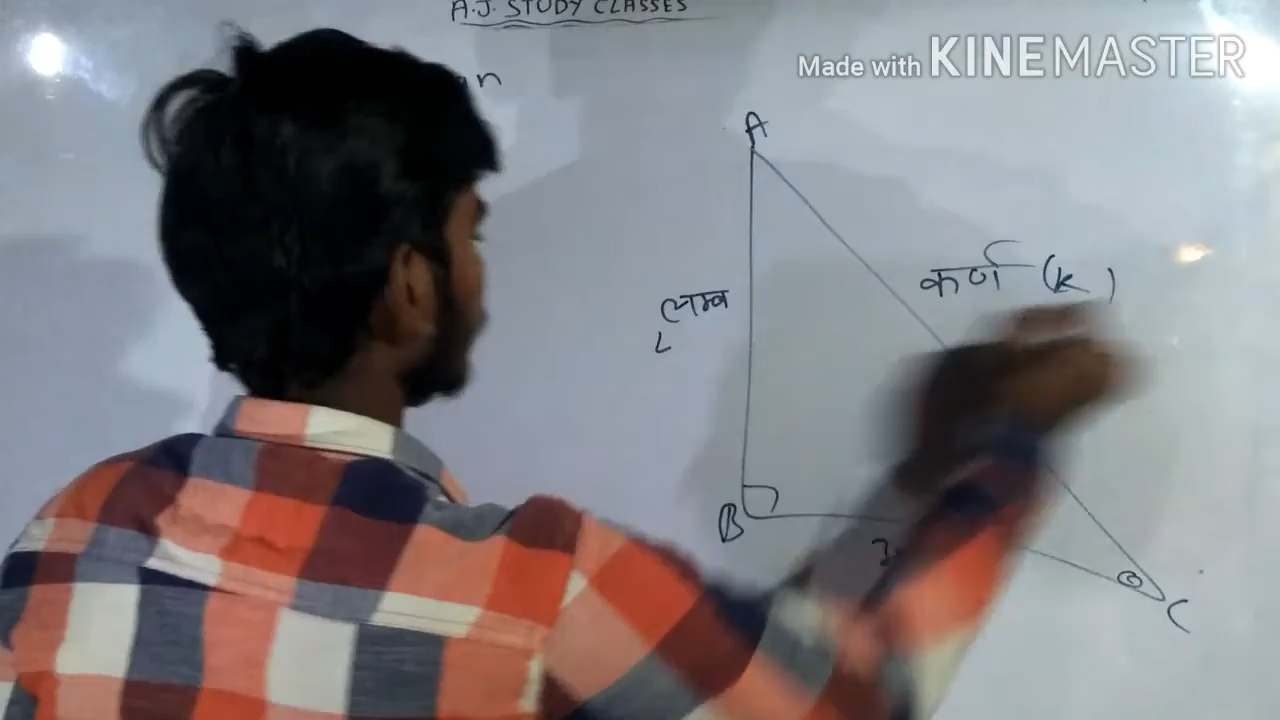 A.J. STUDY CLASSES
Made with KINEMASTER
A
कर्ण (K)
लम्ब
L
B
θ
C